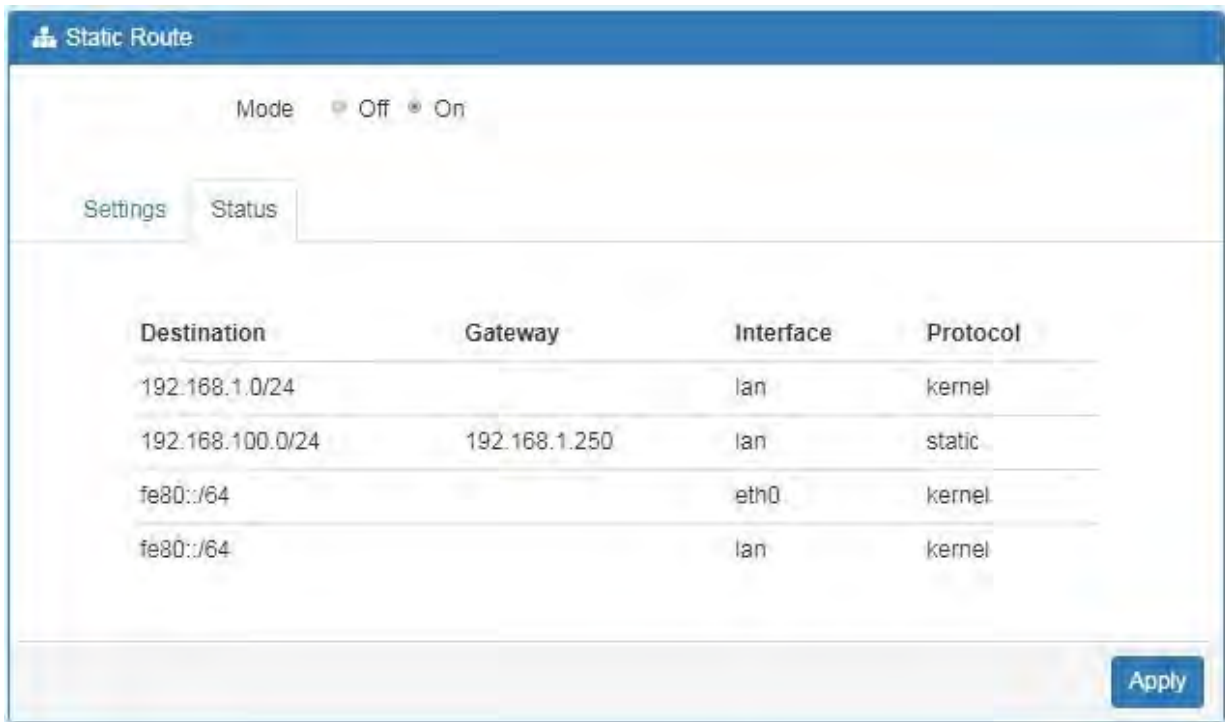 Static Route
Mode Off On
Settings Status
Destination Gateway Interface Protocol
192.168.1.0/24 lan kernel
192.168.100.0/24 192.168.1.250 lan static
fe80::/64 eth0 kernel
fe80::/64 lan kernel
Apply